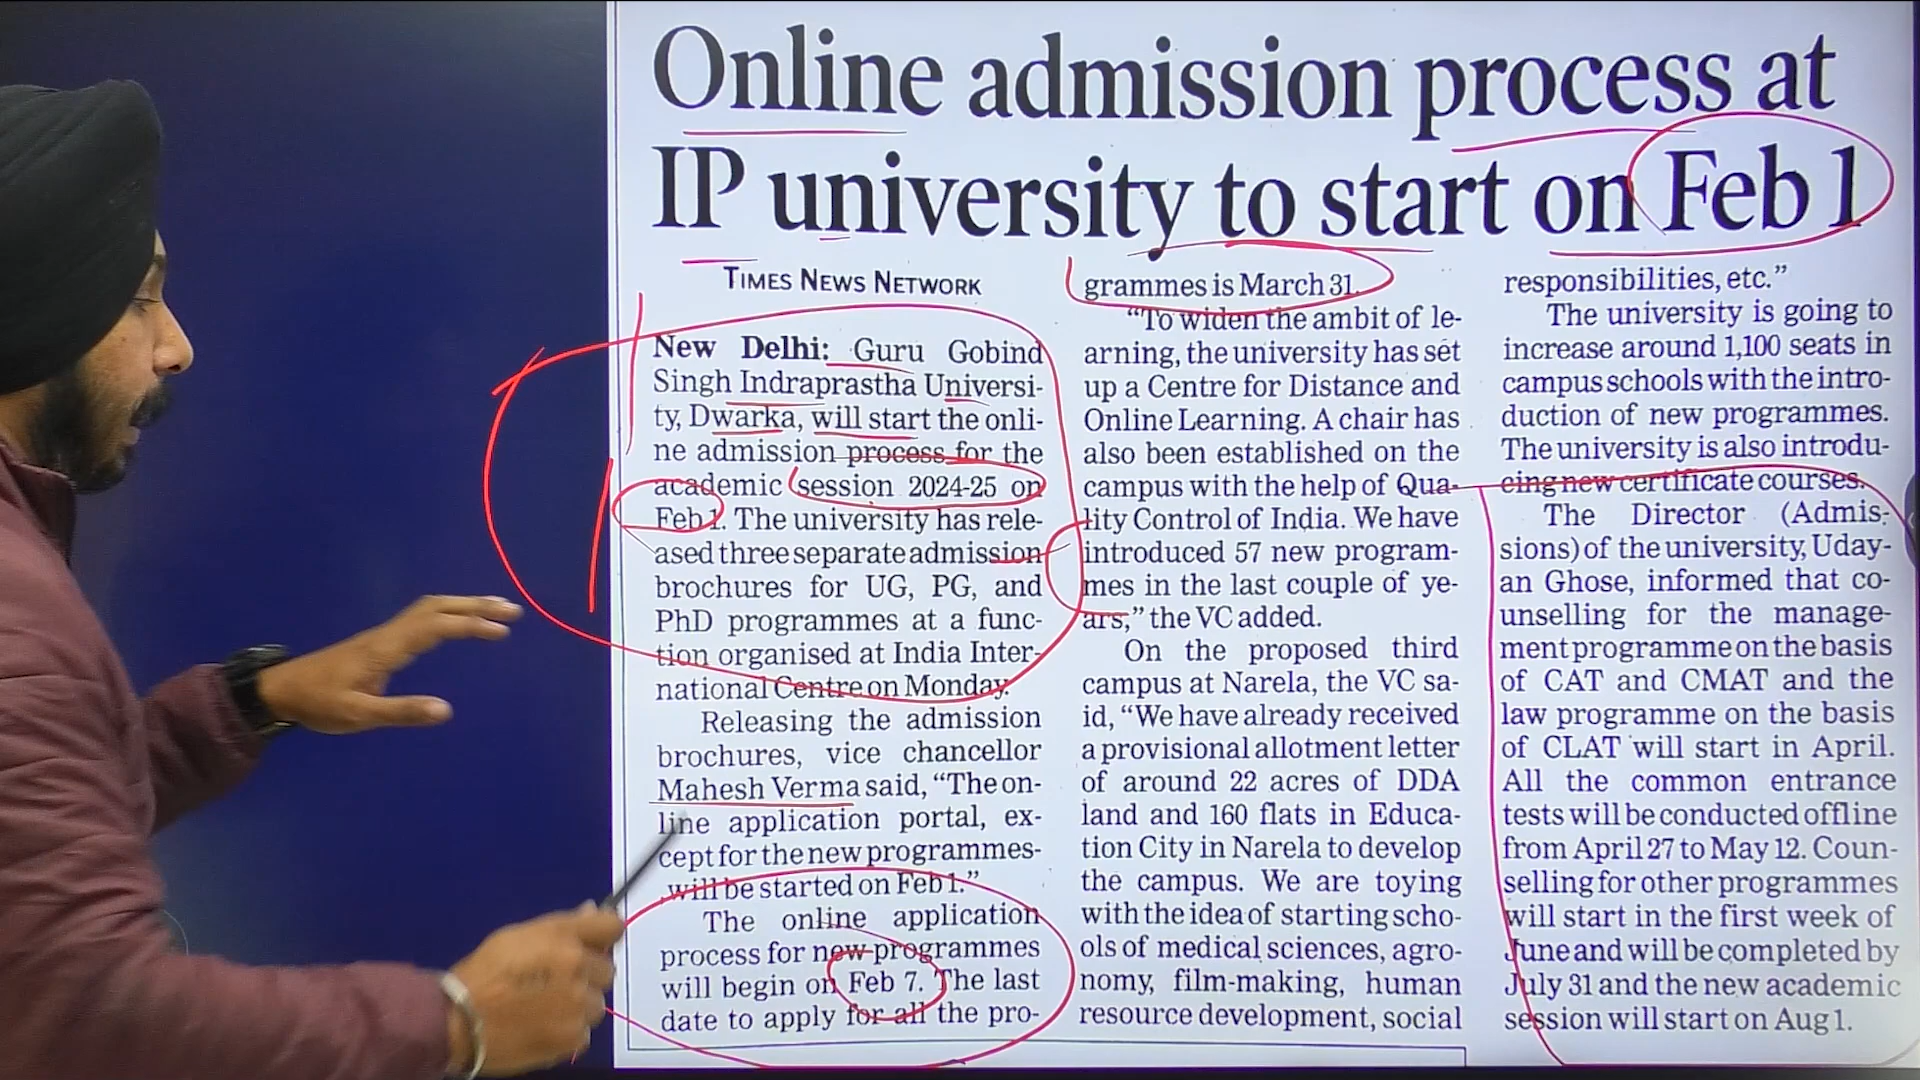 Online admission process at
IP university to start on Feb 1
TIMES NEWS NETWORK
New Delhi: Guru Gobind
Singh Indraprastha Universi-
ty, Dwarka, will start the onli-
ne admission process for the
academic session 2024-25 on
Feb 1. The university has rele-
ased three separate admission
brochures for UG, PG, and
PhD programmes at a func-
tion organised at India Inter-
national Centre on Monday.
Releasing the admission
brochures, vice chancellor
Mahesh Verma said, “The on-
line application portal, ex-
cept for the new programmes-
, will be started on Feb 1.”
The online application
process for new programmes
will begin on Feb 7. The last
date to apply for all the pro-
grammes is March 31.
“To widen the ambit of le-
arning, the university has set
up a Centre for Distance and
Online Learning. A chair has
also been established on the
campus with the help of Qua-
lity Control of India. We have
introduced 57 new program-
mes in the last couple of ye-
ars,” the VC added.
On the proposed third
campus at Narela, the VC sa-
id, “We have already received
a provisional allotment letter
of around 22 acres of DDA
land and 160 flats in Educa-
tion City in Narela to develop
the campus. We are toying
with the idea of starting scho-
ols of medical sciences, agro-
nomy, film-making, human
resource development, social
responsibilities, etc.”
The university is going to
increase around 1,100 seats in
campus schools with the intro-
duction of new programmes.
The university is also introdu-
cing new certificate courses.
The Director (Admis-
sions) of the university, Uday-
an Ghose, informed that co-
unselling for the manage-
ment programme on the basis
of CAT and CMAT and the
law programme on the basis
of CLAT will start in April.
All the common entrance
tests will be conducted offline
from April 27 to May 12. Coun-
selling for other programmes
will start in the first week of
June and will be completed by
July 31 and the new academic
session will start on Aug 1.